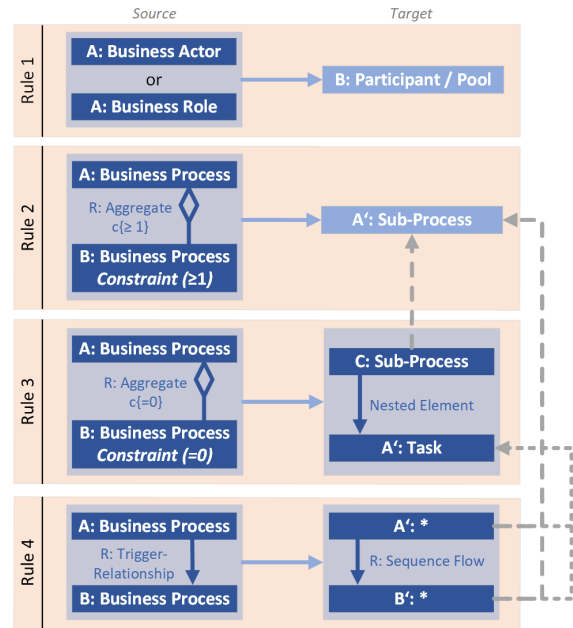 Source
Target
Rule 1
A: Business Actor
or
A: Business Role
B: Participant / Pool
Rule 2
A: Business Process
R: Aggregate
c{≥ 1}
B: Business Process
Constraint (≥1)
A‘: Sub-Process
Rule 3
A: Business Process
R: Aggregate
c{=0}
B: Business Process
Constraint (=0)
C: Sub-Process
Nested Element
A‘: Task
Rule 4
A: Business Process
R: Trigger-
Relationship
B: Business Process
A‘: *
R: Sequence Flow
B‘: *